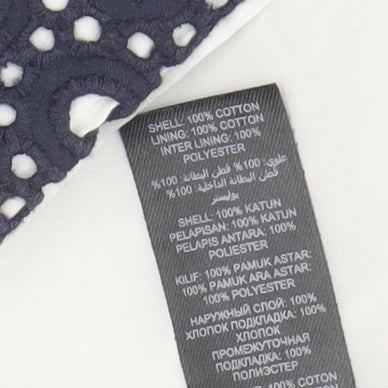 SHELL: 100% COTTON
LINING: 100% COTTON
INTER LINING: 100%
POLYESTER
علوي: 100% قطن البطانة: 100%
قطن البطانة الداخلية: 100%
بوليستر
SHELL: 100% KATUN
PELAPISAN: 100% KATUN
PELAPIS ANTARA: 100%
POLIESTER
KILIF: 100% PAMUK ASTAR:
100% PAMUK ARA ASTAR:
100% POLYESTER
НАРУЖНЫЙ СЛОЙ: 100%
ХЛОПОК ПОДКЛАДКА: 100%
ХЛОПОК
ПРОМЕЖУТОЧНАЯ
ПОДКЛАДКА: 100%
ПОЛИЭСТЕР
100% COTON